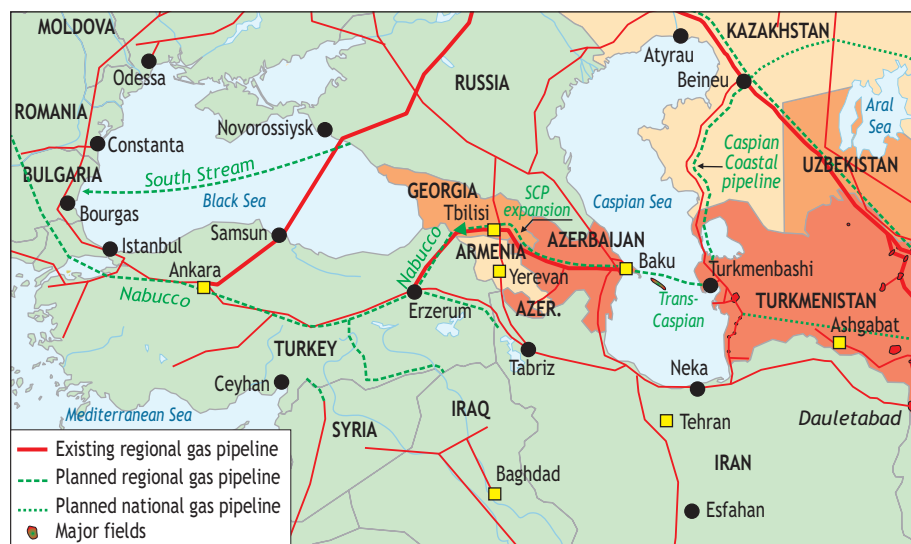 MOLDOVA
KAZAKHSTAN
Odessa
Atyrau
RUSSIA
Beineu
ROMANIA
Novorossiysk
Aral
Sea
Constanta
Caspian
Coastal
pipeline
UZBEKISTAN
BULGARIA
South Stream
GEORGIA
SCP
expansion
Bourgas
Black Sea
Tbilisi
Caspian Sea
Samsun
AZERBAIJAN
Istanbul
ARMENIA
Baku
Ankara
Nabucco
Yerevan
Turkmenbashi
Nabucco
Erzerum
AZER.
Trans-
Caspian
TURKMENISTAN
Ashgabat
TURKEY
Tabriz
Neka
Ceyhan
Mediterranean Sea
SYRIA
IRAQ
Tehran
Dauletabad
Existing regional gas pipeline
Planned regional gas pipeline
Planned national gas pipeline
Major fields
Baghdad
IRAN
Esfahan